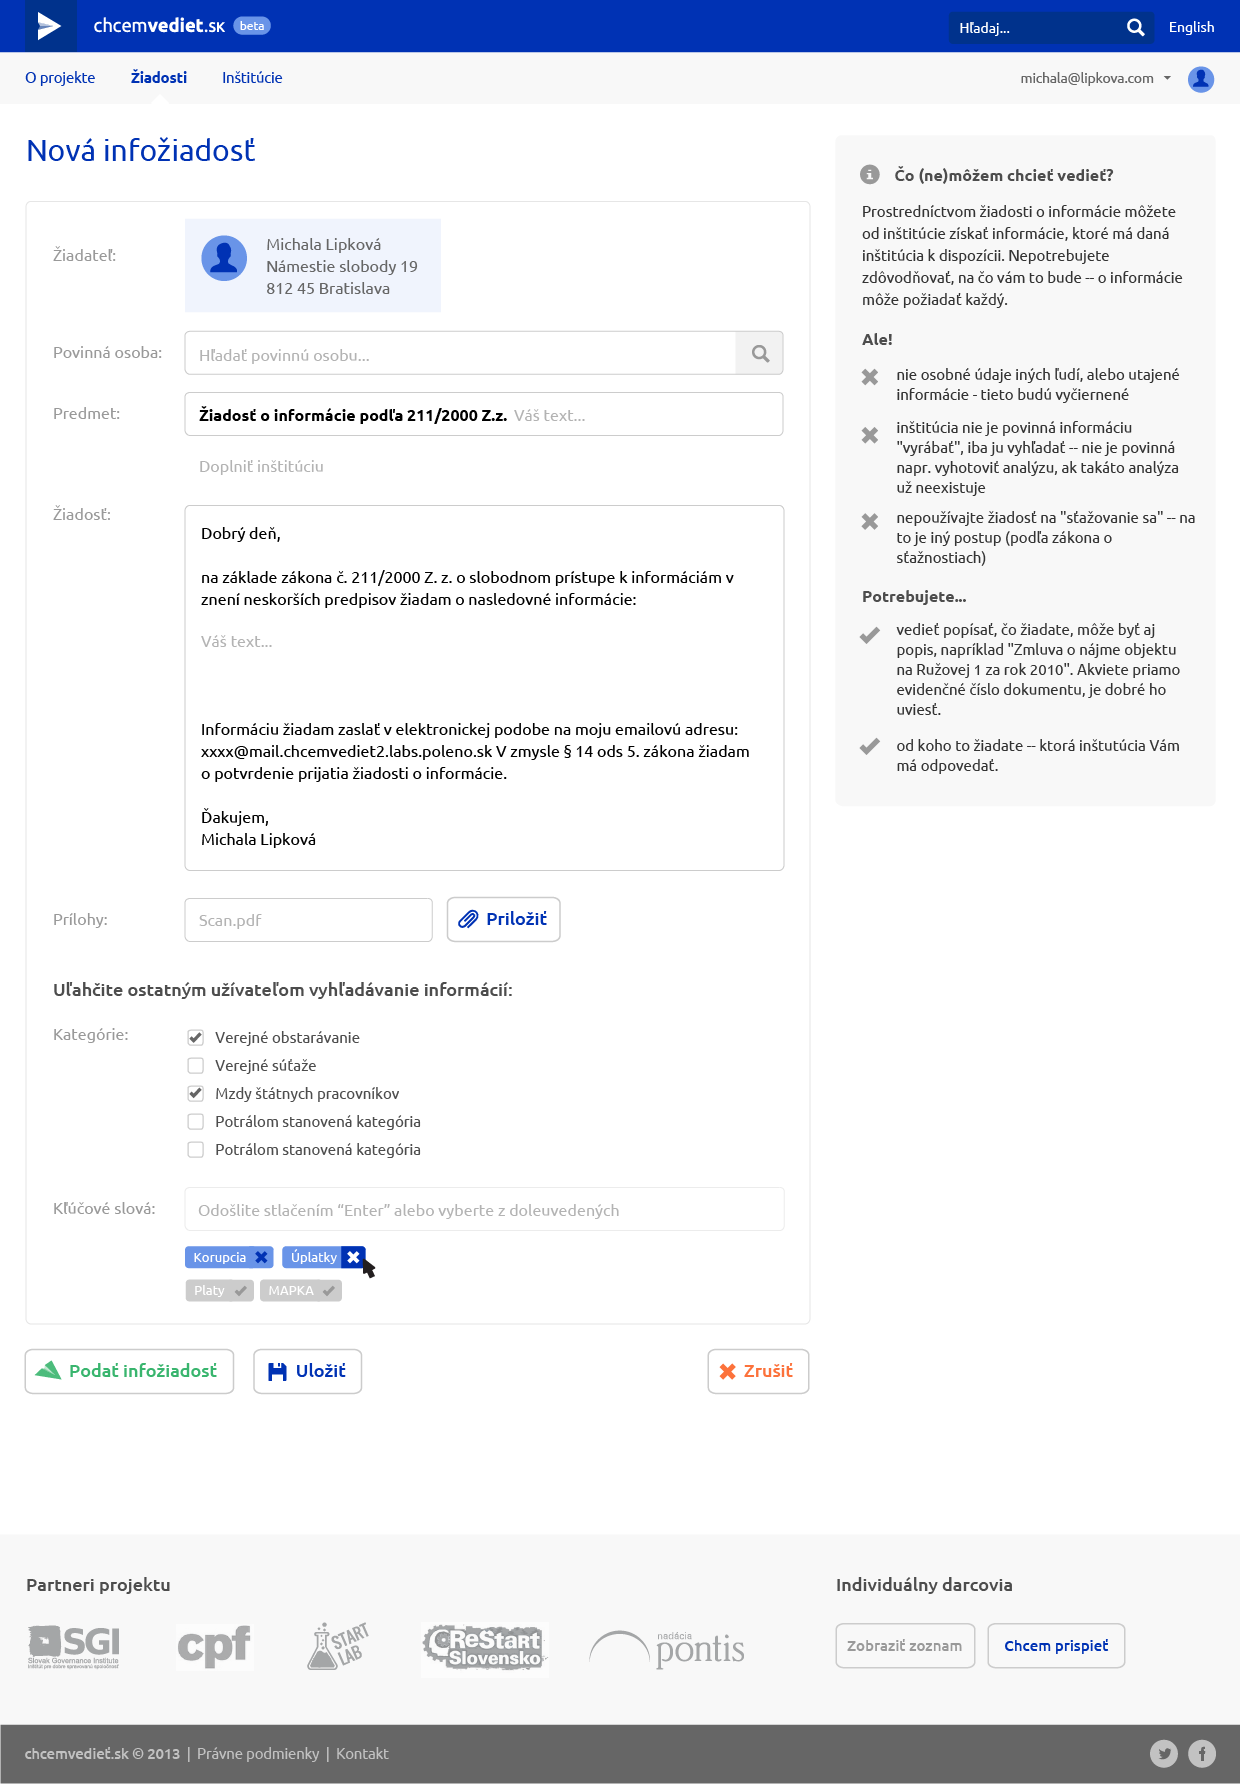 chcemvediet.sk beta
Hľadaj...
English
O projekte
Žiadosti
Inštitúcie
michala@lipkova.com
Nová infožiadosť
Žiadateľ:
Michala Lipková
Námestie slobody 19
812 45 Bratislava
Povinná osoba:
Hľadať povinnú osobu...
Predmet:
Žiadosť o informácie podľa 211/2000 Z.z. Váš text...
Doplniť inštitúciu
Žiadosť:
Dobrý deň,
na základe zákona č. 211/2000 Z. z. o slobodnom prístupe k informáciám v
znení neskorších predpisov žiadam o nasledovné informácie:
Váš text...
Informáciu žiadam zaslať v elektronickej podobe na moju emailovú adresu:
xxxx@mail.chcemvediet2.labs.poleno.sk V zmysle § 14 ods 5. zákona žiadam
o potvrdenie prijatia žiadosti o informácie.
Ďakujem,
Michala Lipková
Prílohy:
Scan.pdf
Priložiť
Uľahčite ostatným užívateľom vyhľadávanie informácií:
Kategórie:
Verejné obstarávanie
Verejné súťaže
Mzdy štátnych pracovníkov
Potrálom stanovená kategória
Potrálom stanovená kategória
Kľúčové slová:
Odošlite stlačením “Enter” alebo vyberte z doleuvedených
Korupcia
Úplatky
Platy
MAPKA
Podať infožiadosť
Uložiť
Zrušiť
Čo (ne)môžem chcieť vedieť?
Prostredníctvom žiadosti o informácie môžete
od inštitúcie získať informácie, ktoré má daná
inštitúcia k dispozícii. Nepotrebujete
zdôvodňovať, na čo vám to bude -- o informácie
môže požiadať každý.
Ale!
nie osobné údaje iných ľudí, alebo utajené
informácie - tieto budú vyčiernené
inštitúcia nie je povinná informáciu
"vyrábať", iba ju vyhľadať -- nie je povinná
napr. vyhotoviť analýzu, ak takáto analýza
už neexistuje
nepoužívajte žiadosť na "sťažovanie sa" -- na
to je iný postup (podľa zákona o
sťažnostiach)
Potrebujete...
vedieť popísať, čo žiadate, môže byť aj
popis, napríklad "Zmluva o nájme objektu
na Ružovej 1 za rok 2010". Akviete priamo
evidenčné číslo dokumentu, je dobré ho
uviesť.
od koho to žiadate -- ktorá inštutúcia Vám
má odpovedať.
Partneri projektu
SGI
Slovak Governance Institute
Inštitút pre dobre spravovanú spoločnosť
cpf
START
LAB
ReStart
Slovensko
nadácia
pontis
Individuálny darcovia
Zobraziť zoznam
Chcem prispieť
chcemvedieť.sk © 2013 | Právne podmienky | Kontakt